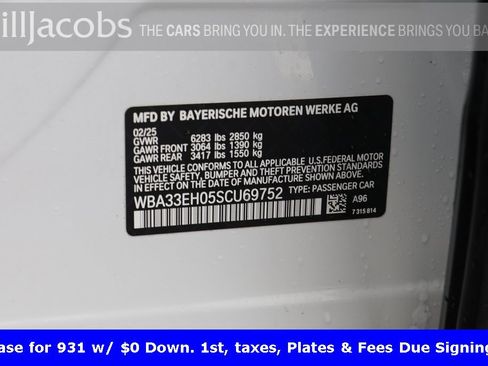 illJacobs THE CARS BRING YOU IN. THE EXPERIENCE BRINGS YOU BA
MFD BY BAYERISCHE MOTOREN WERKE AG
02/25
GVWR 6283 lbs 2850 kg
GAWR FRONT 3064 lbs 1390 kg
GAWR REAR 3417 lbs 1550 kg
THIS VEHICLE CONFORMS TO ALL APPLICABLE U.S.FEDERAL MOTOR
VEHICLE SAFETY, BUMPER AND THEFT PREVENTION STANDARDS
IN EFFECT ON THE DATE OF MANUFACTURE SHOWN ABOVE.
WBA33EH05SCU69752 TYPE: PASSENGER CAR
A96
7 315 814
ase for 931 w/ $0 Down. 1st, taxes, Plates & Fees Due Signing